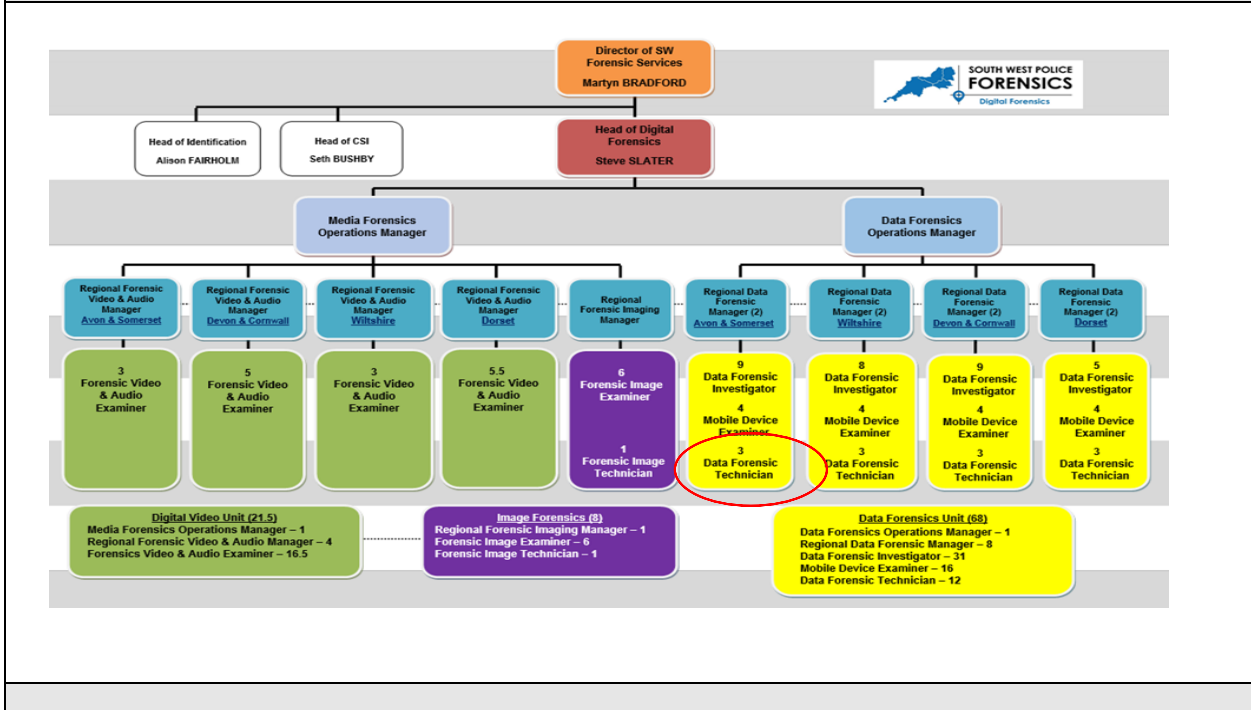 Director of SW
Forensic Services
Martyn BRADFORD
SOUTH WEST POLICE
FORENSICS
Digital Forensics
Head of Identification
Alison FAIRHOLM
Head of CSI
Seth BUSHBY
Head of Digital
Forensics
Steve SLATER
Media Forensics
Operations Manager
Data Forensics
Operations Manager
Regional Forensic
Video & Audio
Manager
Avon & Somerset
Regional Forensic
Video & Audio
Manager
Devon & Cornwall
Regional Forensic
Video & Audio
Manager
Wiltshire
Regional Forensic
Video & Audio
Manager
Dorset
Regional
Forensic Imaging
Manager
Regional Data
Forensic
Manager (2)
Avon & Somerset
Regional Data
Forensic
Manager (2)
Wiltshire
Regional Data
Forensic
Manager (2)
Devon & Cornwall
Regional Data
Forensic
Manager (2)
Dorset
3
Forensic Video
& Audio
Examiner
5
Forensic Video
& Audio
Examiner
3
Forensic Video
& Audio
Examiner
5.5
Forensic Video
& Audio
Examiner
6
Forensic Image
Examiner
1
Forensic Image
Technician
9
Data Forensic
Investigator
4
Mobile Device
Examiner
3
Data Forensic
Technician
8
Data Forensic
Investigator
4
Mobile Device
Examiner
3
Data Forensic
Technician
9
Data Forensic
Investigator
4
Mobile Device
Examiner
3
Data Forensic
Technician
5
Data Forensic
Investigator
4
Mobile Device
Examiner
3
Data Forensic
Technician
Digital Video Unit (21.5)
Media Forensics Operations Manager – 1
Regional Forensic Video & Audio Manager – 4
Forensics Video & Audio Examiner – 16.5
Image Forensics (8)
Regional Forensic Imaging Manager – 1
Forensic Image Examiner – 6
Forensic Image Technician – 1
Data Forensics Unit (68)
Data Forensics Operations Manager – 1
Regional Data Forensic Manager – 8
Data Forensic Investigator – 31
Mobile Device Examiner – 16
Data Forensic Technician – 12